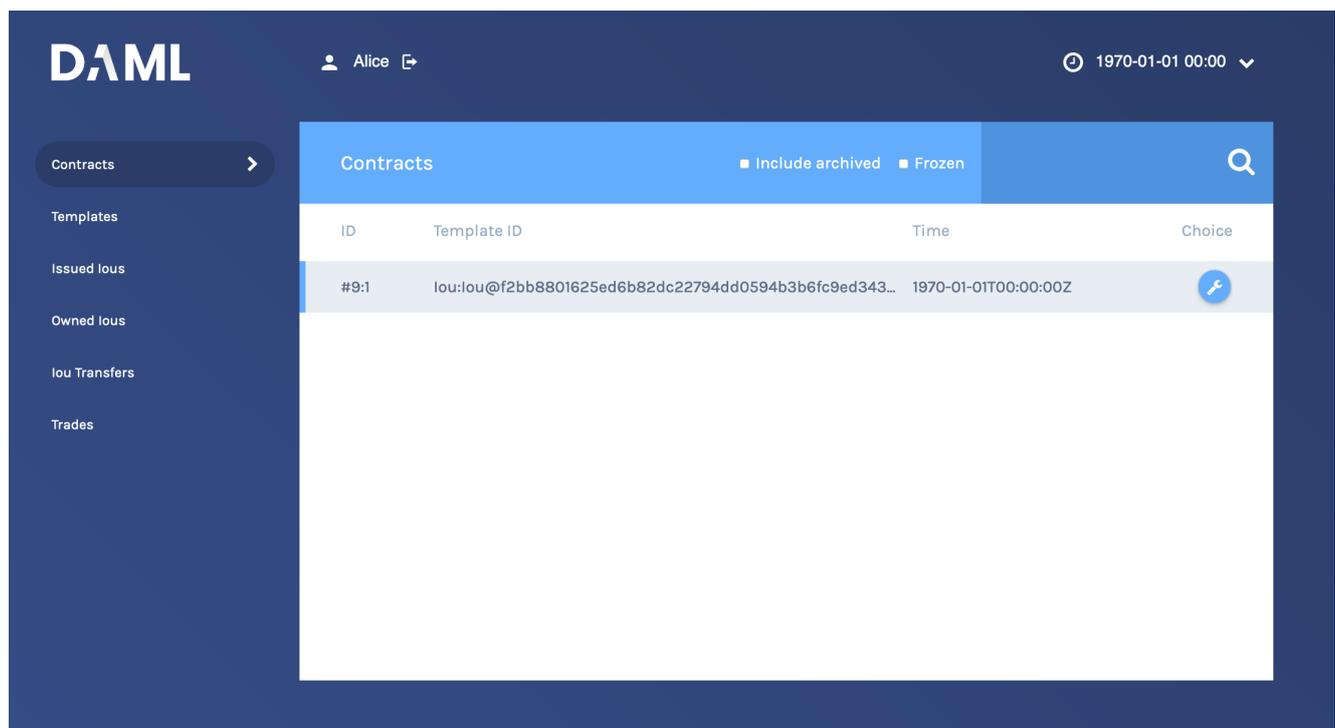 DAML
Alice
1970-01-01 00:00
Contracts
Templates
Issued Ious
Owned Ious
Iou Transfers
Trades
Contracts Include archived Frozen
ID Template ID Time Choice
#9:1 Iou:Iou@f2bb8801625ed6b82dc22794dd0594b3b6fc9ed343... 1970-01-01T00:00:00Z